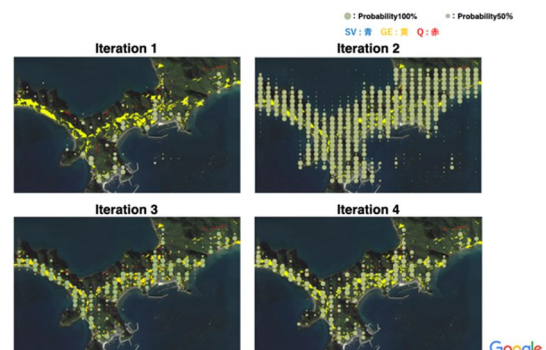 : Probability100% : Probability50%
SV : 青 GE : 黄 Q : 赤
Iteration 1 Iteration 2
Iteration 3 Iteration 4
Google